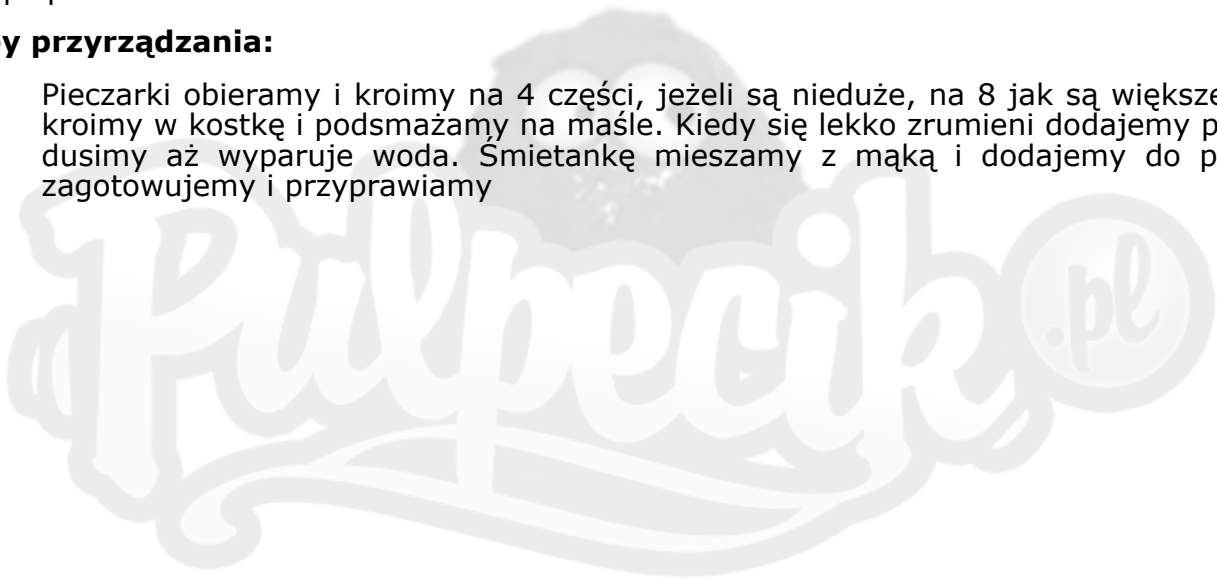 y przyrządzania:
Pieczarki obieramy i kroimy na 4 części, jeżeli są nieduże, na 8 jak są większe
kroimy w kostkę i podsmażamy na maśle. Kiedy się lekko zrumieni dodajemy p
dusimy aż wyparuje woda. Śmietankę mieszamy z mąką i dodajemy do p
zagotowujemy i przyprawiamy
Pulpecik.pl